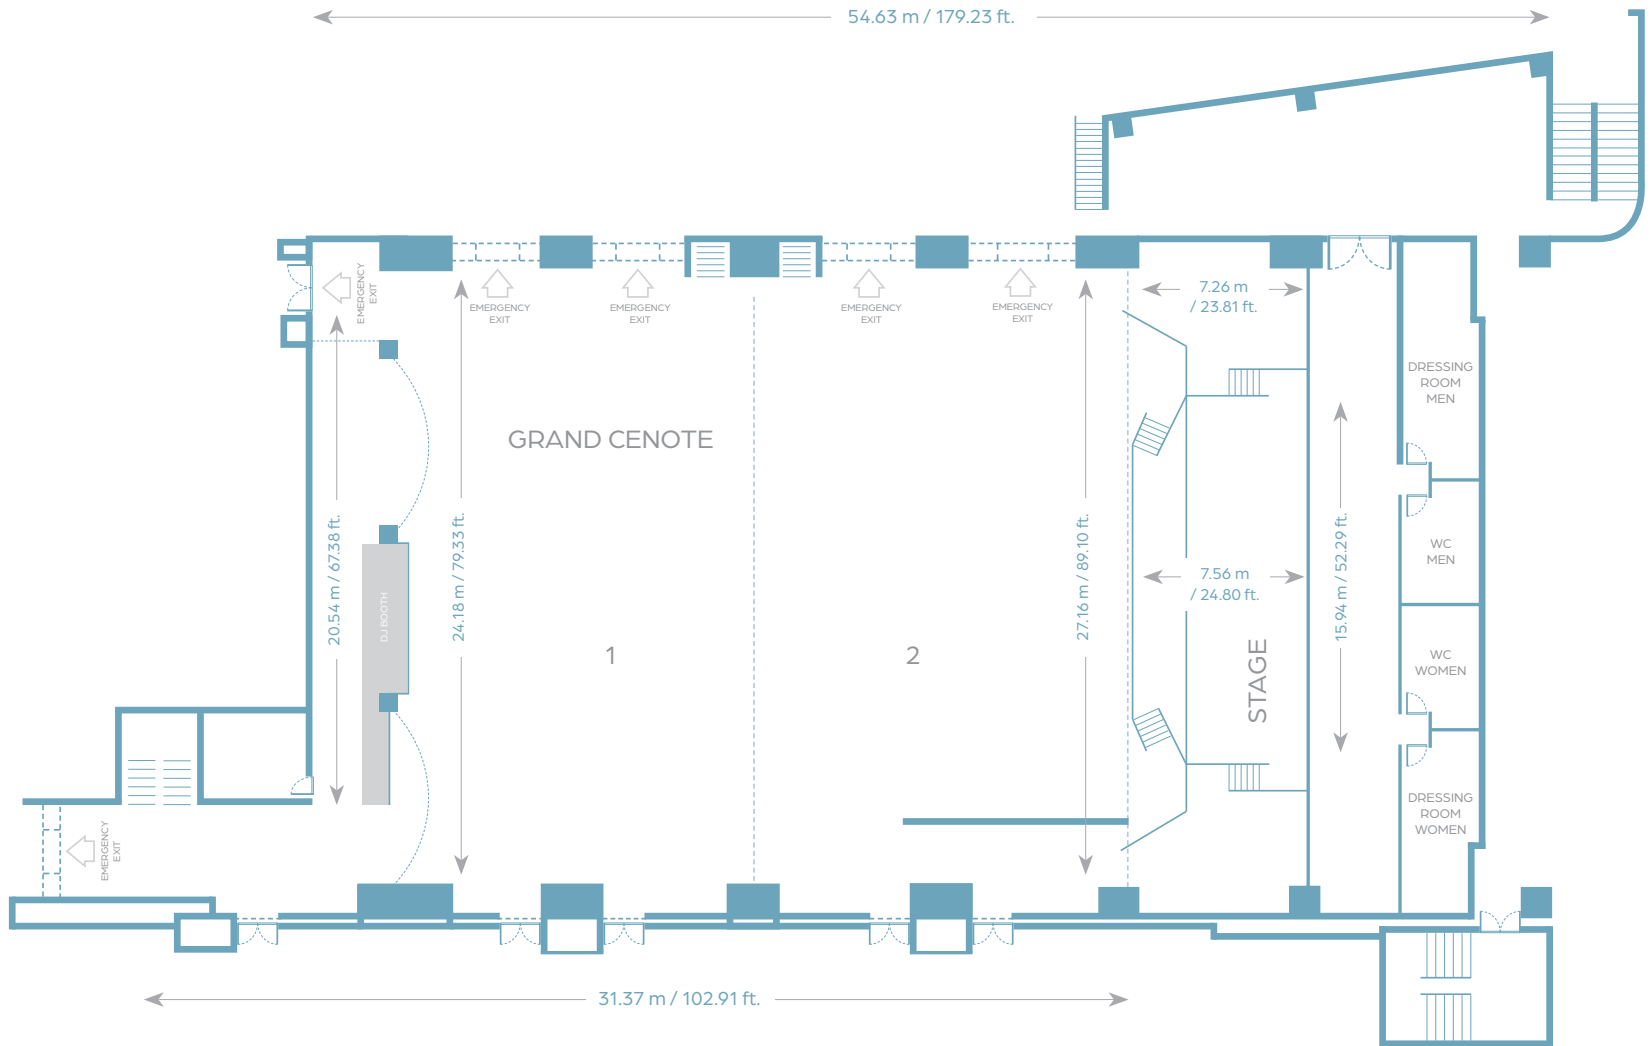 54.63 m / 179.23 ft.
EMERGENCY
EXIT
EMERGENCY
EXIT
EMERGENCY
EXIT
EMERGENCY
EXIT
EMERGENCY
EXIT
7.26 m
/ 23.81 ft.
DRESSING
ROOM
MEN
GRAND CENOTE
20.54 m / 67.38 ft.
24.18 m / 79.33 ft.
27.16 m / 89.10 ft.
15.94 m / 52.29 ft.
WC
MEN
7.56 m
/ 24.80 ft.
DJ BOOTH
1
2
STAGE
WC
WOMEN
DRESSING
ROOM
WOMEN
EMERGENCY
EXIT
31.37 m / 102.91 ft.